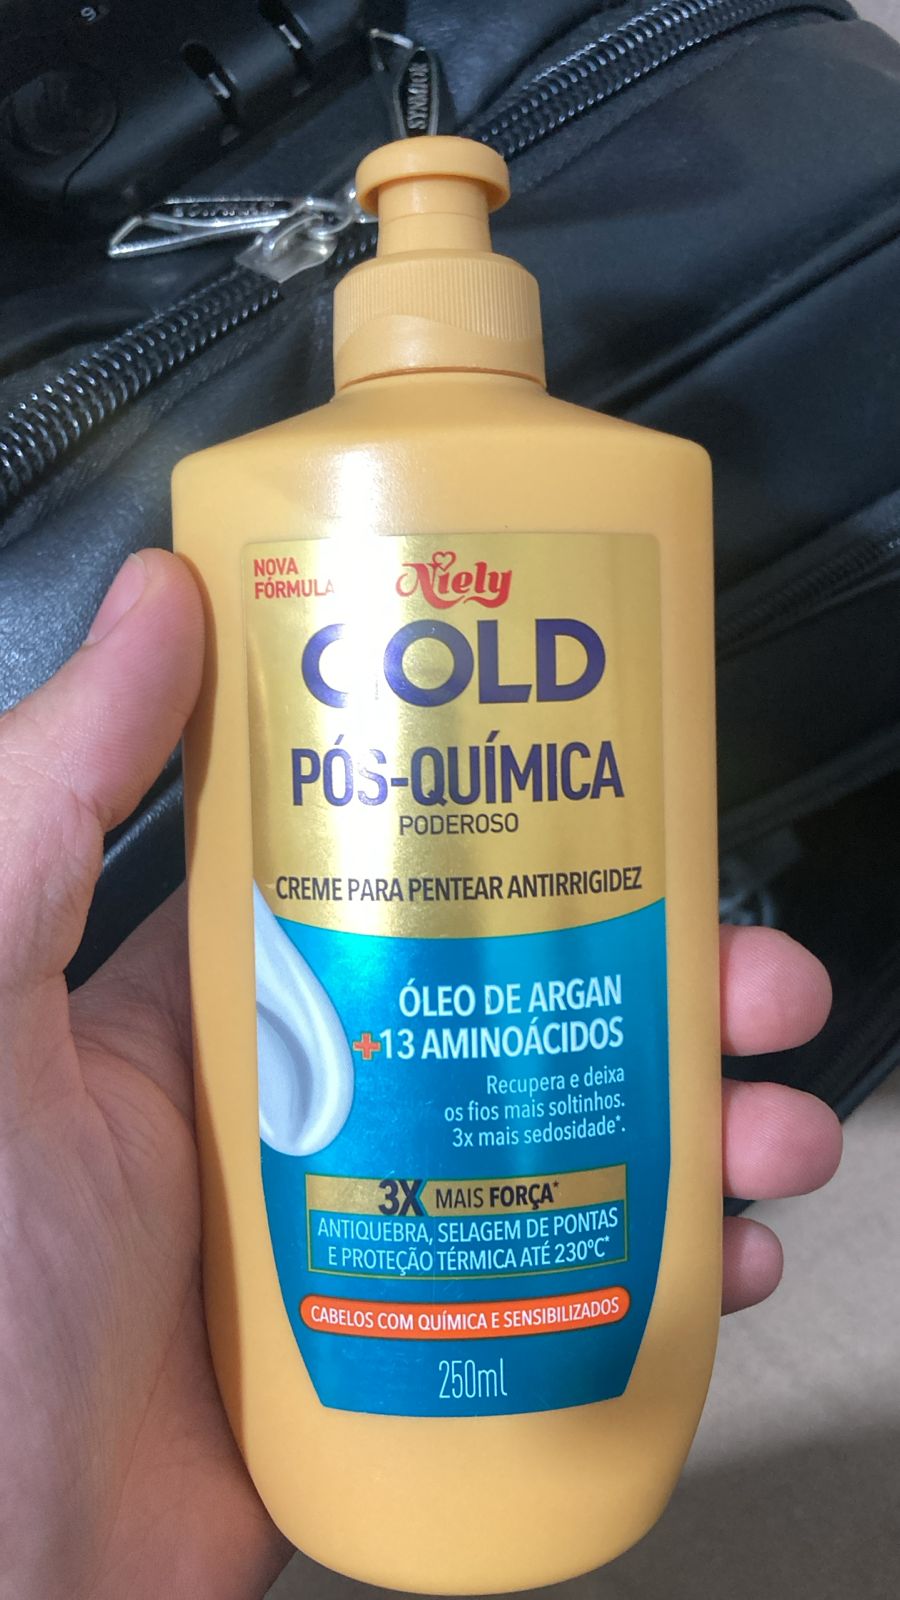 SYNMIOR
NOVA
FÓRMULA
Niely
GOLD
PÓS-QUÍMICA
PODEROSO
CREME PARA PENTEAR ANTIRRIGIDEZ
ÓLEO DE ARGAN
+13 AMINOÁCIDOS
Recupera e deixa
os fios mais soltinhos.
3x mais sedosidade*.
3X MAIS FORÇA*
ANTIQUEBRA, SELAGEM DE PONTAS
E PROTEÇÃO TÉRMICA ATÉ 230ºC*
CABELOS COM QUÍMICA E SENSIBILIZADOS
250ml